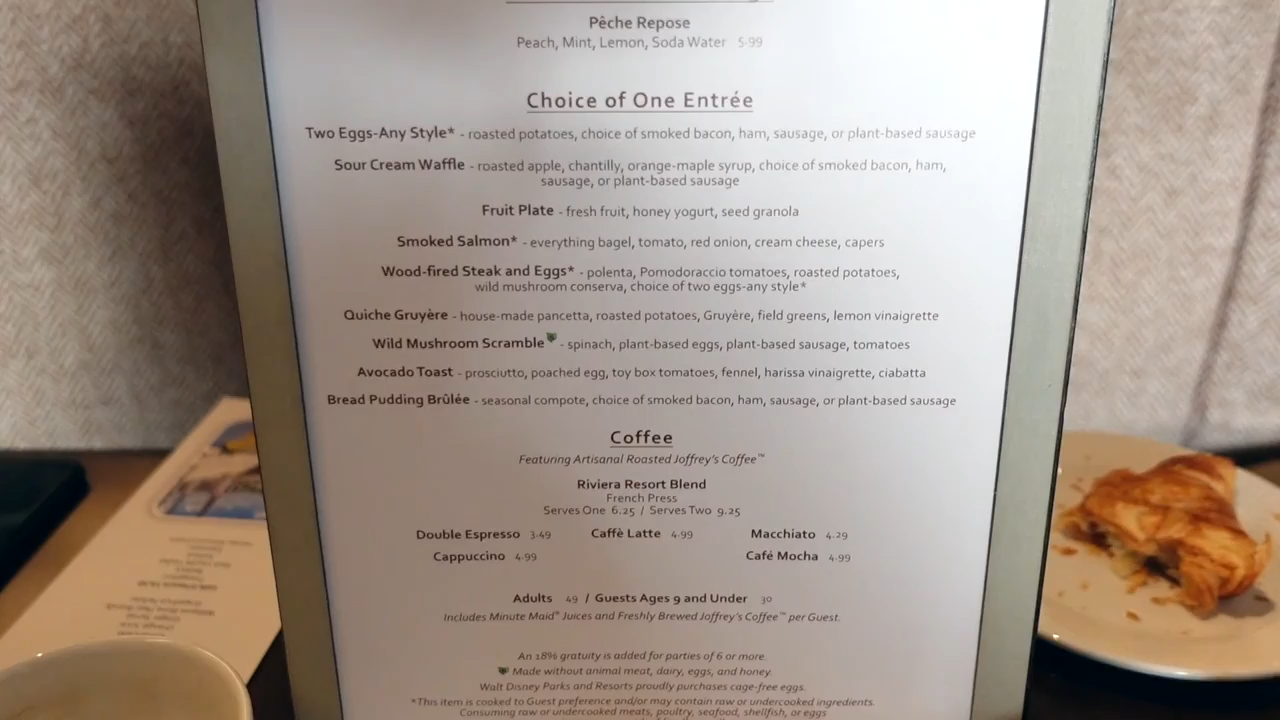 Pêche Repose
Peach, Mint, Lemon, Soda Water 5.99
Choice of One Entrée
Two Eggs-Any Style* - roasted potatoes, choice of smoked bacon, ham, sausage, or plant-based sausage
Sour Cream Waffle - roasted apple, chantilly, orange-maple syrup, choice of smoked bacon, ham,
sausage, or plant-based sausage
Fruit Plate - fresh fruit, honey yogurt, seed granola
Smoked Salmon* - everything bagel, tomato, red onion, cream cheese, capers
Wood-fired Steak and Eggs* - polenta, Pomodoraccio tomatoes, roasted potatoes,
wild mushroom conserva, choice of two eggs-any style*
Quiche Gruyère - house-made pancetta, roasted potatoes, Gruyère, field greens, lemon vinaigrette
Wild Mushroom Scramble - spinach, plant-based eggs, plant-based sausage, tomatoes
Avocado Toast - prosciutto, poached egg, toy box tomatoes, fennel, harissa vinaigrette, ciabatta
Bread Pudding Brûlée - seasonal compote, choice of smoked bacon, ham, sausage, or plant-based sausage
Coffee
Featuring Artisanal Roasted Joffrey's Coffee™
Riviera Resort Blend
French Press
Serves One 6.25 / Serves Two 9.25
Double Espresso 3.49 Caffè Latte 4.99 Macchiato 4.29
Cappuccino 4.99 Café Mocha 4.99
Adults 49 / Guests Ages 9 and Under 30
Includes Minute Maid® Juices and Freshly Brewed Joffrey's Coffee™ per Guest.
An 18% gratuity is added for parties of 6 or more.
Made without animal meat, dairy, eggs, and honey.
Walt Disney Parks and Resorts proudly purchases cage-free eggs.
*This item is cooked to Guest preference and/or may contain raw or undercooked ingredients.
Consuming raw or undercooked meats, poultry, seafood, shellfish, or eggs